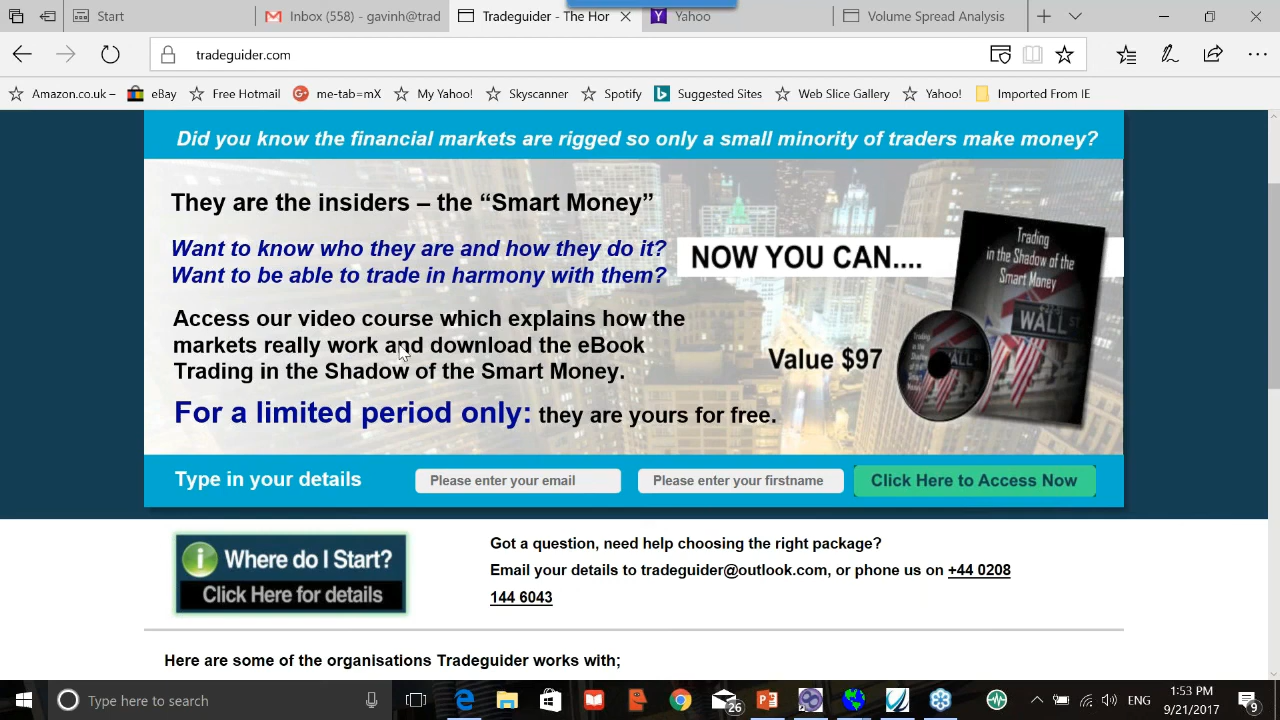 Start
Inbox (558) - gavinh@trad
Tradeguider - The Hor
Yahoo
Volume Spread Analysis
tradeguider.com
Amazon.co.uk –
eBay
Free Hotmail
me-tab=mX
My Yahoo!
Skyscanner
Spotify
Suggested Sites
Web Slice Gallery
Yahoo!
Imported From IE
Did you know the financial markets are rigged so only a small minority of traders make money?
They are the insiders – the “Smart Money”
Want to know who they are and how they do it?
Want to be able to trade in harmony with them?
NOW YOU CAN....
Trading
in the Shadow of the
Smart Money
WALL ST
Access our video course which explains how the
markets really work and download the eBook
Trading in the Shadow of the Smart Money.
Value $97
For a limited period only: they are yours for free.
Type in your details
Please enter your email
Please enter your firstname
Click Here to Access Now
Where do I Start?
Click Here for details
Got a question, need help choosing the right package?
Email your details to tradeguider@outlook.com, or phone us on +44 0208
144 6043
Here are some of the organisations Tradeguider works with;
Type here to search
26
ENG
1:53 PM
9/21/2017
9